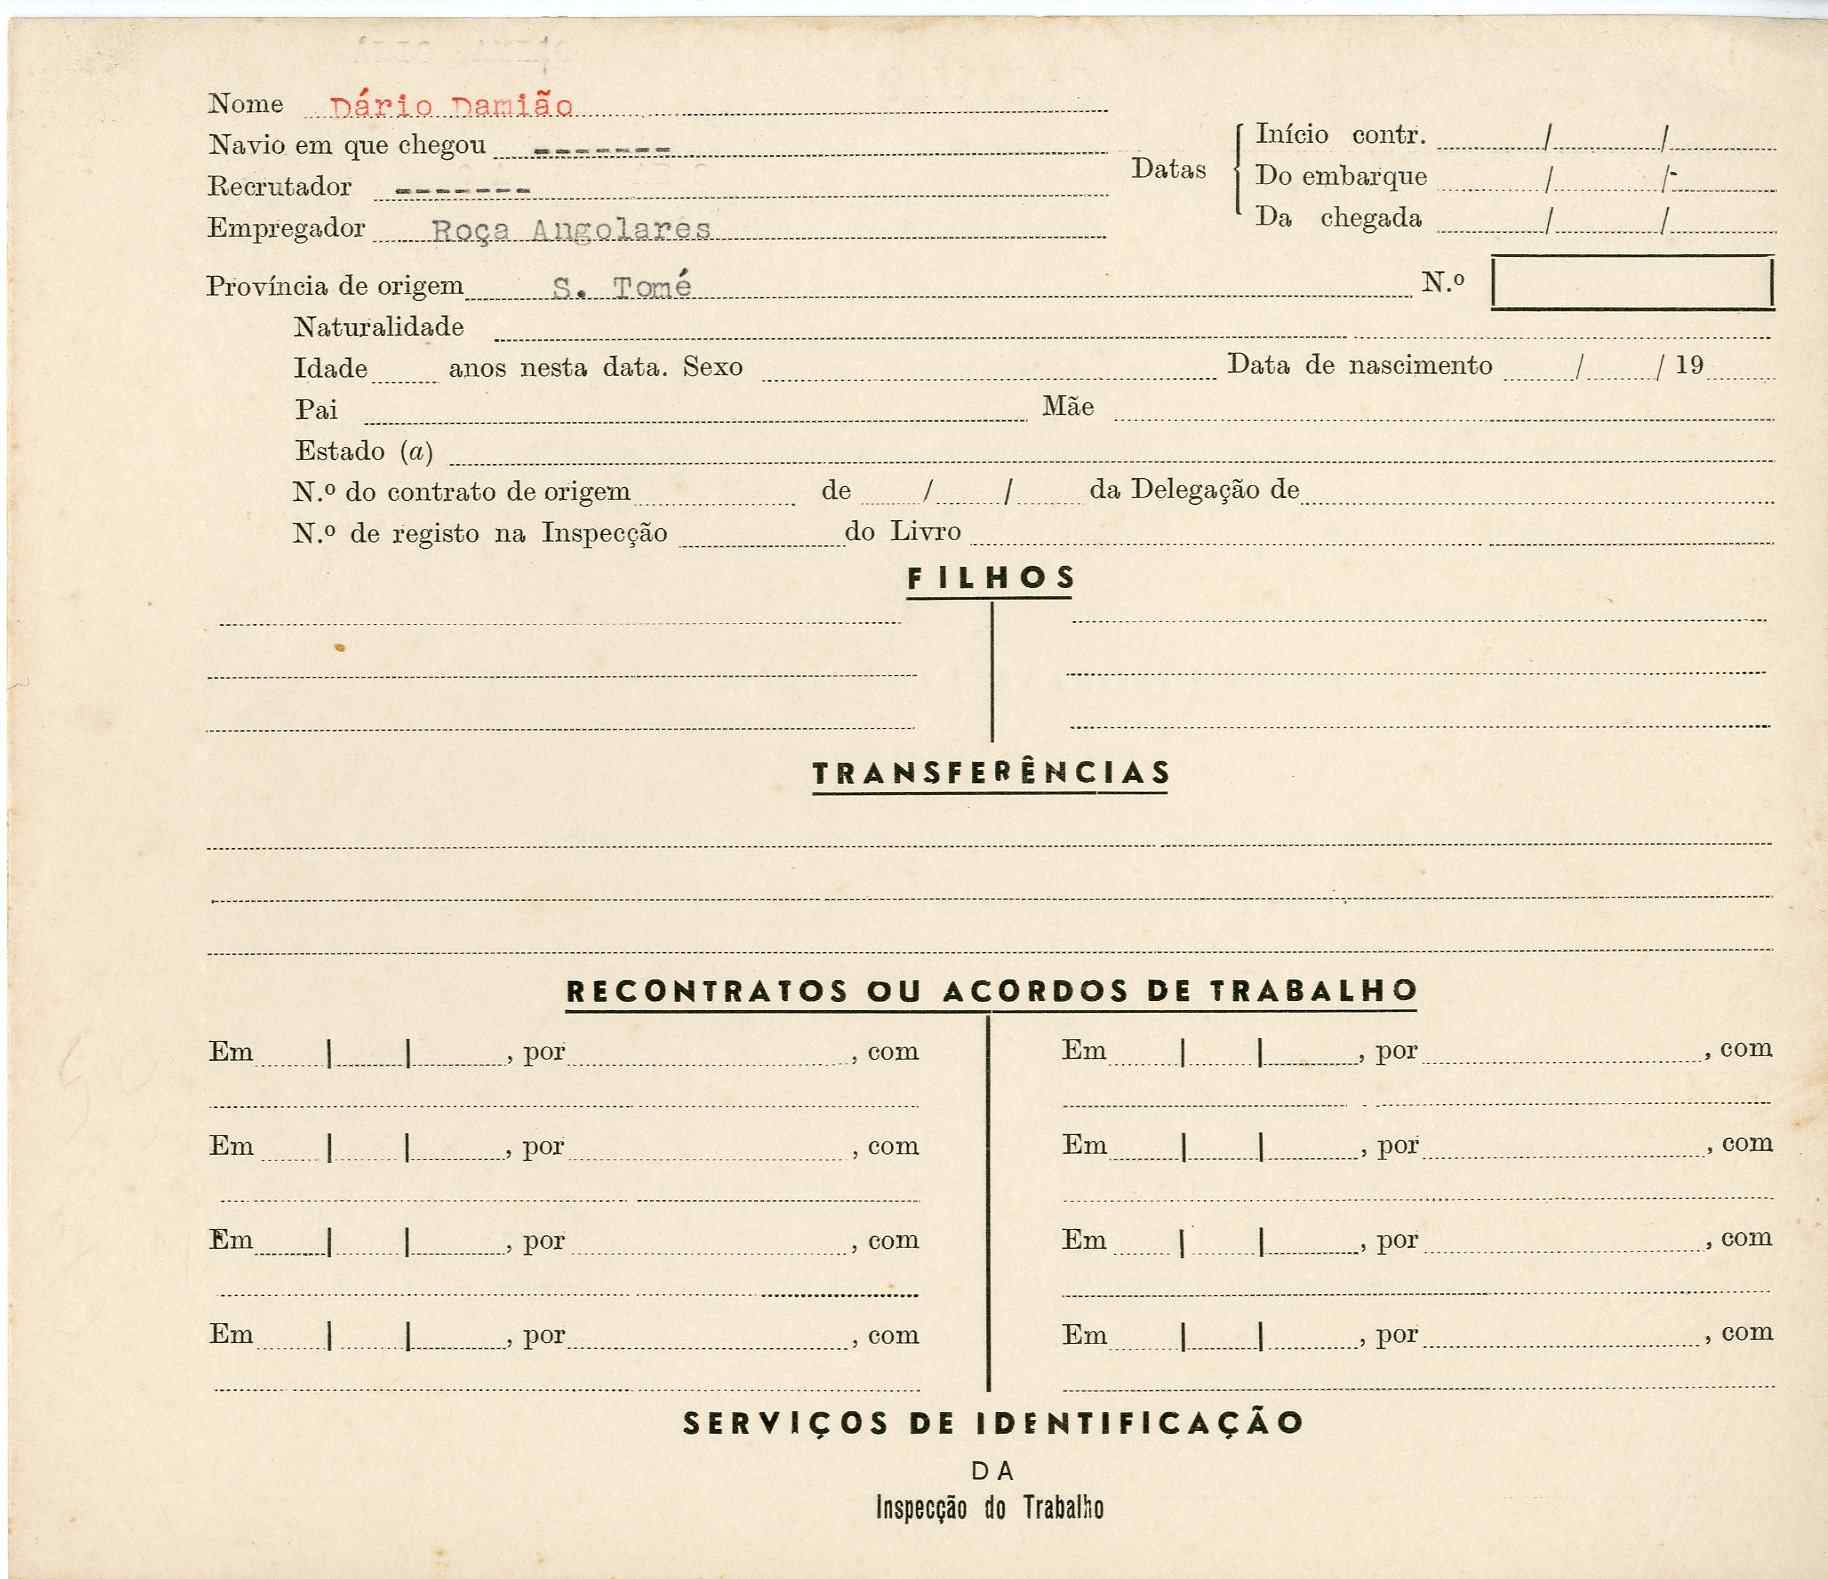 Nome Dário Damião
Navio em que chegou -------
Recrutador -------
Empregador Roça Angolares
Datas
Início contr. / /
Do embarque / /
Da chegada / /
Província de origem S. Tomé N.º
Naturalidade
Idade anos nesta data. Sexo Data de nascimento / / 19
Pai Mãe
Estado (a)
N.º do contrato de origem de / / da Delegação de
N.º de registo na Inspecção do Livro
FILHOS
TRANSFERÊNCIAS
RECONTRATOS OU ACORDOS DE TRABALHO
Em | | , por , com
Em | | , por , com
Em | | , por , com
Em | | , por , com
Em | | , por , com
Em | | , por , com
Em | | , por , com
Em | | , por , com
SERVIÇOS DE IDENTIFICAÇÃO
DA
Inspecção do Trabalho